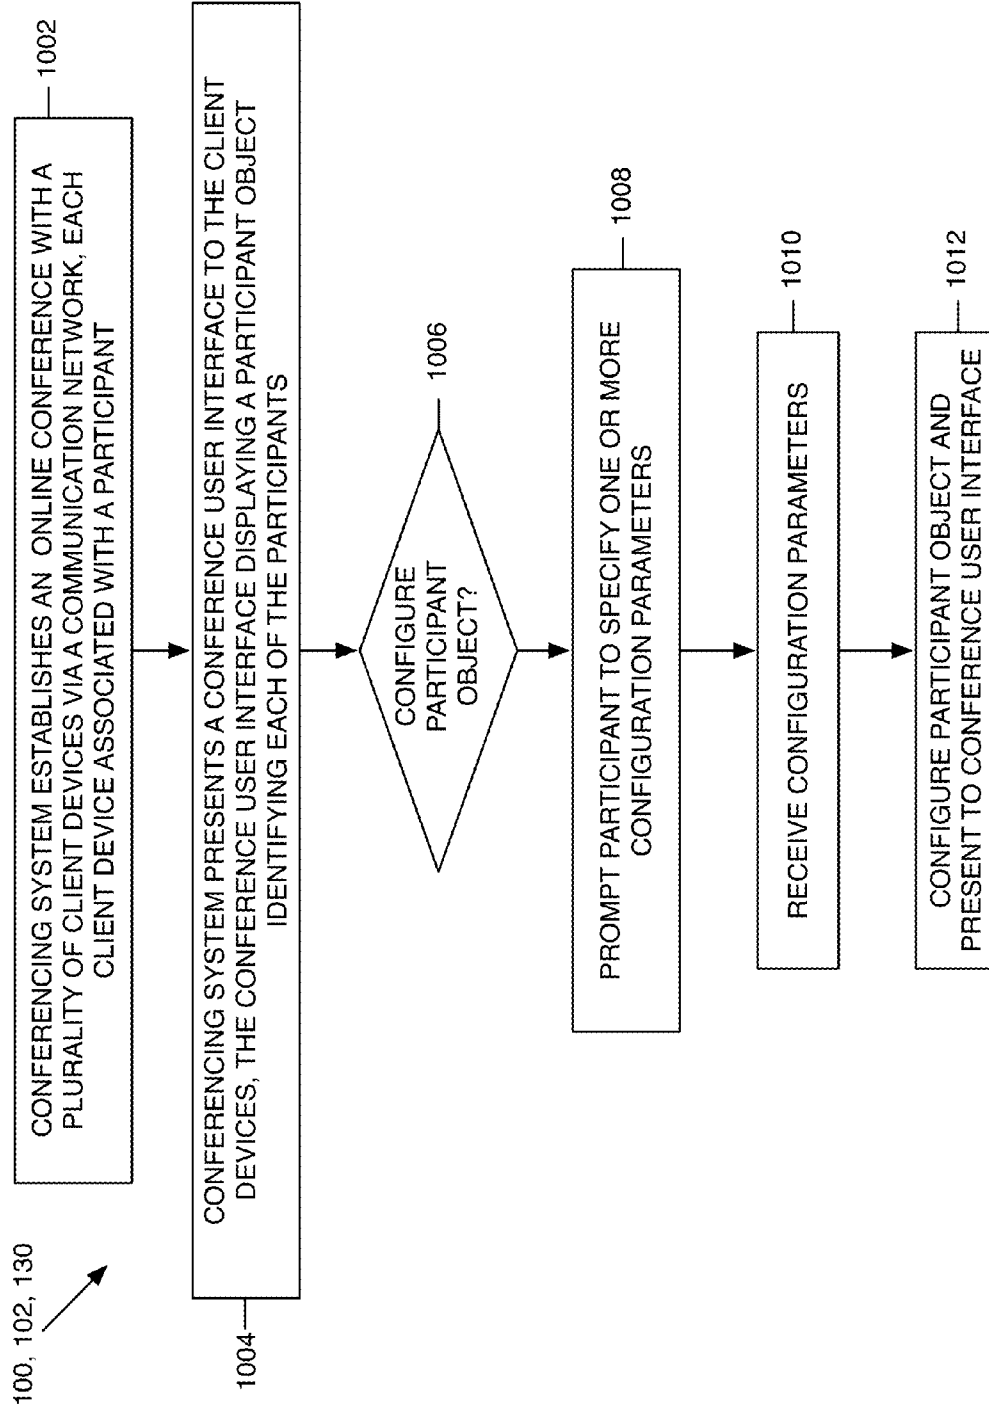 100, 102, 130
1002
CONFERENCING SYSTEM ESTABLISHES AN ONLINE CONFERENCE WITH A
PLURALITY OF CLIENT DEVICES VIA A COMMUNICATION NETWORK, EACH
CLIENT DEVICE ASSOCIATED WITH A PARTICIPANT
1004
CONFERENCING SYSTEM PRESENTS A CONFERENCE USER INTERFACE TO THE CLIENT
DEVICES, THE CONFERENCE USER INTERFACE DISPLAYING A PARTICIPANT OBJECT
IDENTIFYING EACH OF THE PARTICIPANTS
1006
CONFIGURE
PARTICIPANT
OBJECT?
1008
PROMPT PARTICIPANT TO SPECIFY ONE OR MORE
CONFIGURATION PARAMETERS
1010
RECEIVE CONFIGURATION PARAMETERS
1012
CONFIGURE PARTICIPANT OBJECT AND
PRESENT TO CONFERENCE USER INTERFACE